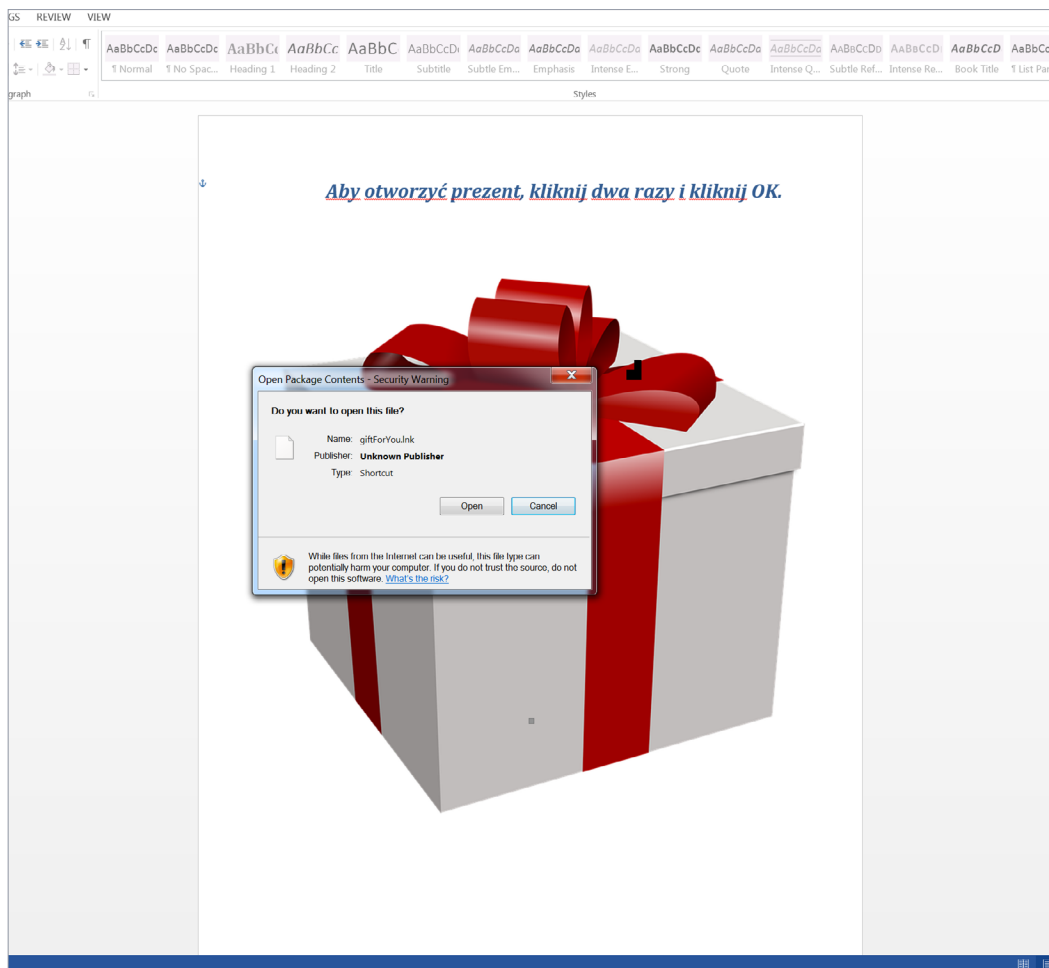 GS REVIEW VIEW
AaBbCcDc AaBbCcDc AaBbCc AaBbCc AaBbC AaBbCcD AaBbCcDa AaBbCcDa AaBbCcDa AaBbCcDc AaBbCcDa AaBbCcDa AaBbCcDd AaBbCcD AaBbCcD AaBbCc
¶ Normal ¶ No Spac... Heading 1 Heading 2 Title Subtitle Subtle Em... Emphasis Intense E... Strong Quote Intense Q... Subtle Ref... Intense Re... Book Title ¶ List Par
graph Styles
Aby otworzyć prezent, kliknij dwa razy i kliknij OK.
Open Package Contents - Security Warning
Do you want to open this file?
Name: giftForYou.lnk
Publisher: Unknown Publisher
Type: Shortcut
Open Cancel
While files from the Internet can be useful, this file type can
potentially harm your computer. If you do not trust the source, do not
open this software. What's the risk?